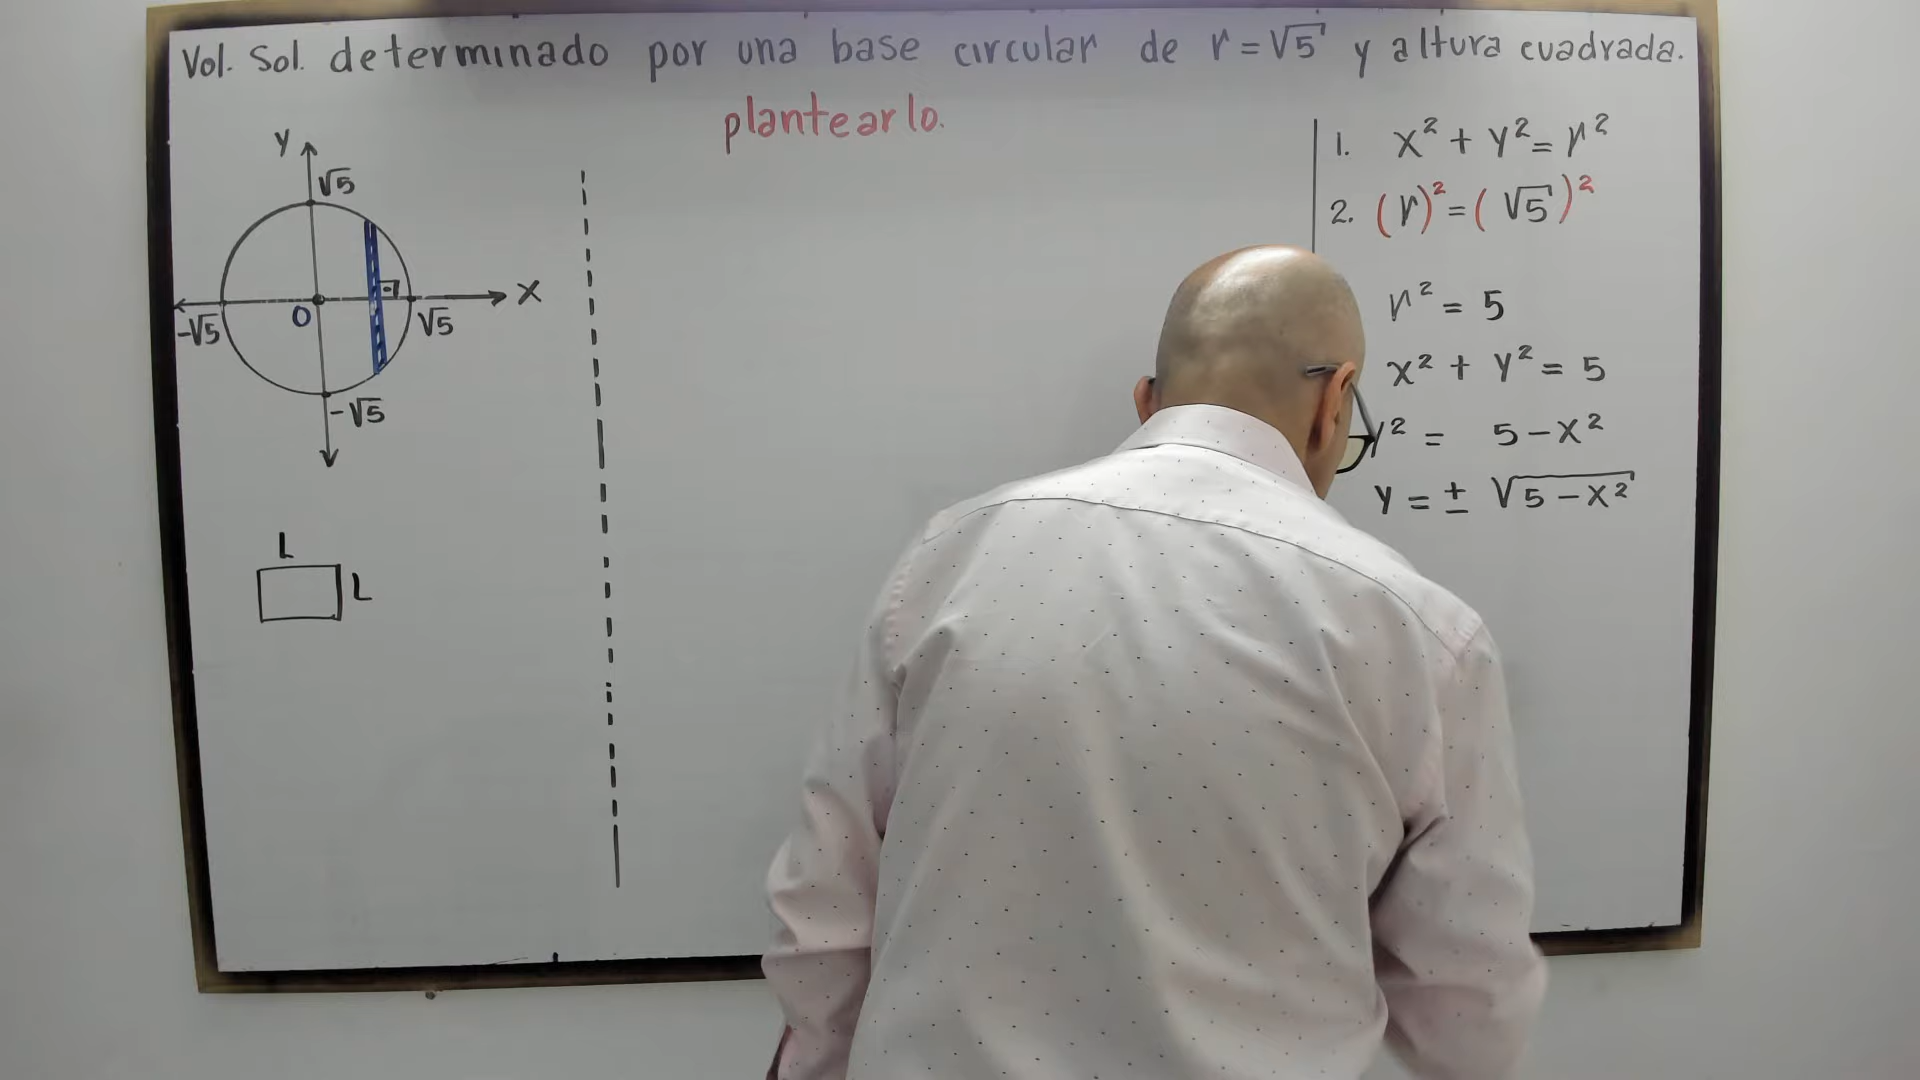 Vol. Sol. determinado por una base circular de r = √5 y altura cuadrada.
plantearlo.
y
√5
x
0
-√5
√5
-√5
L
L
1. x² + y² = r²
2. (r)² = (√5)²
r² = 5
x² + y² = 5
y² = 5 - x²
y = ± √5 - x²